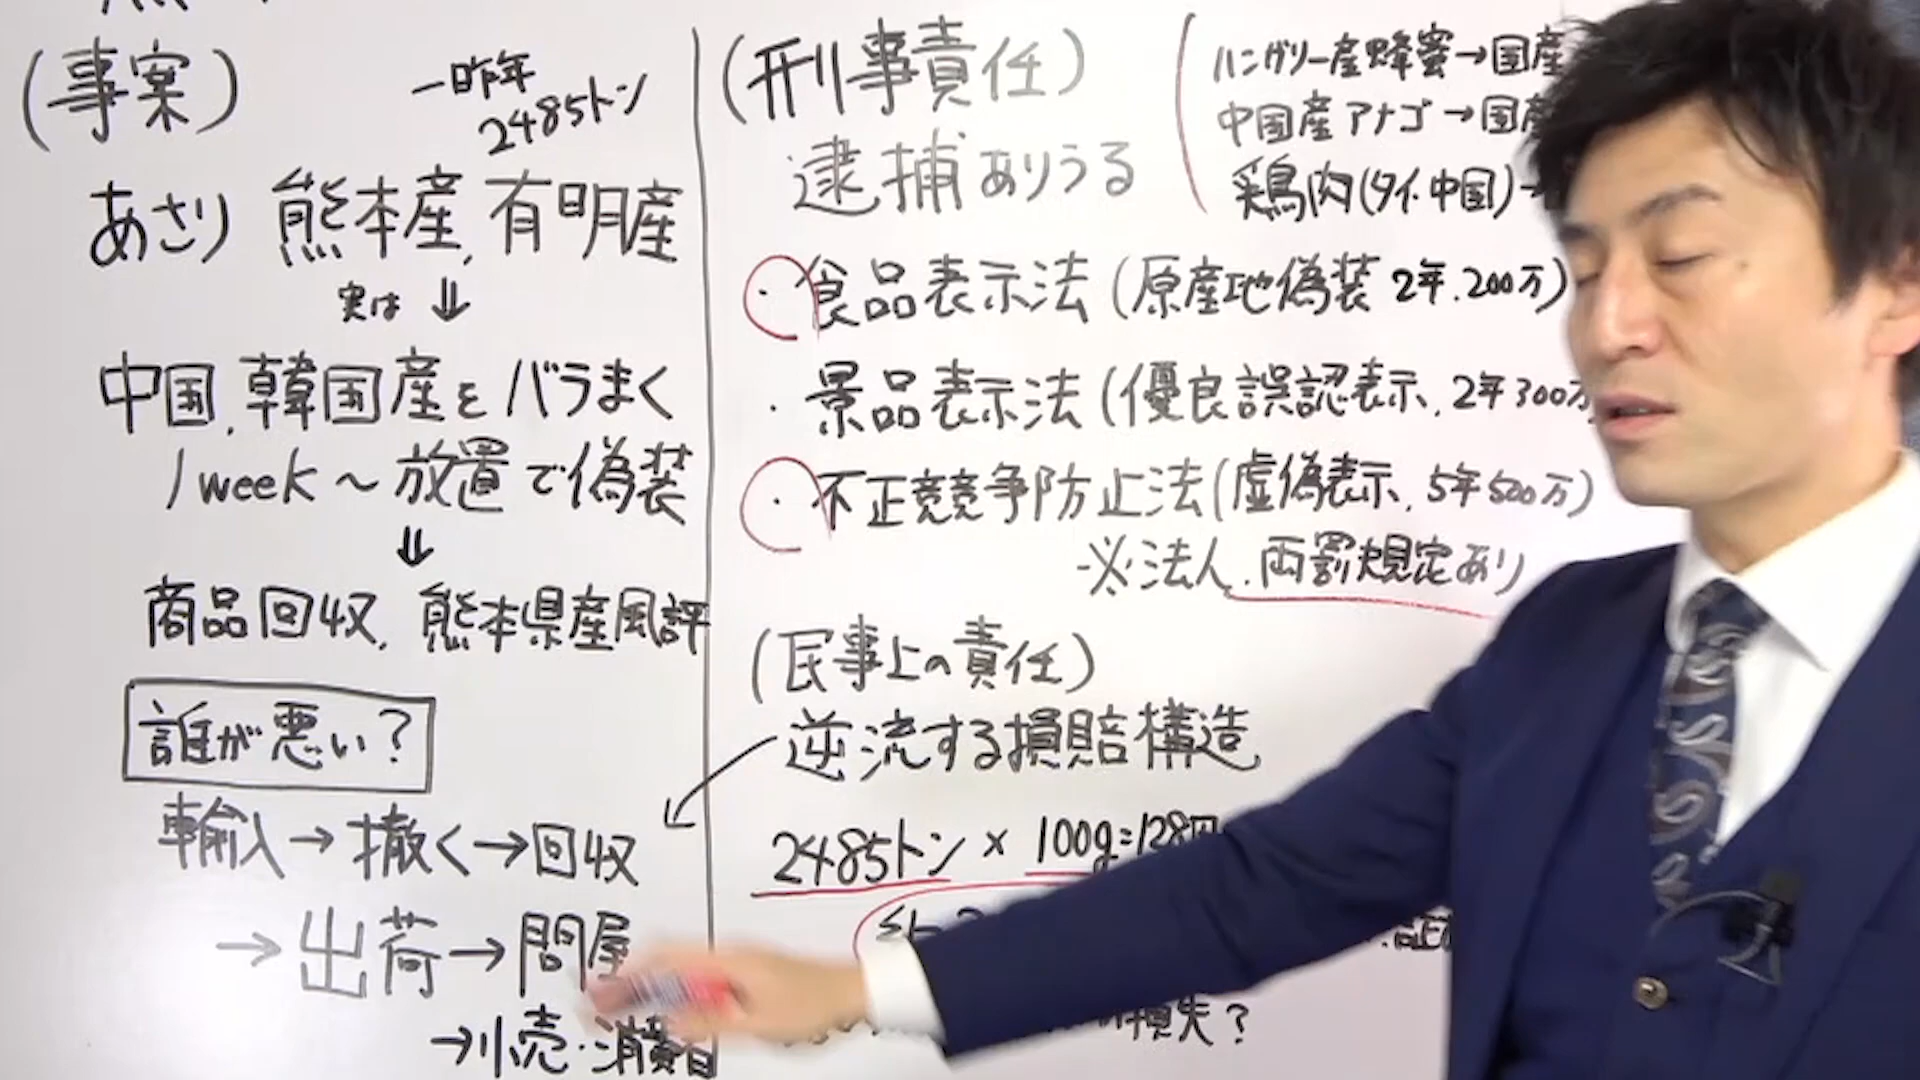 (事案)
一昨年
2485トン
あさり 熊本産,有明産
実は ⇓
中国,韓国産をバラまく
1week～放置で偽装
⇓
商品回収,熊本県産風評
誰が悪い?
輸入→撤く→回収
→出荷→問屋
→小売・消費者
(刑事責任)
逮捕ありうる
ハンガリー産蜂蜜→国産
中国産アナゴ→国産
鶏肉(タイ・中国)→
・食品表示法(原産地偽装 2年.200万)
・景品表示法(優良誤認表示,2年300万
・不正競争防止法(虚偽表示,5年500万)
※法人,両罰規定あり
(民事上の責任)
逆流する損賠構造
2485トン×100g=128円
損失?